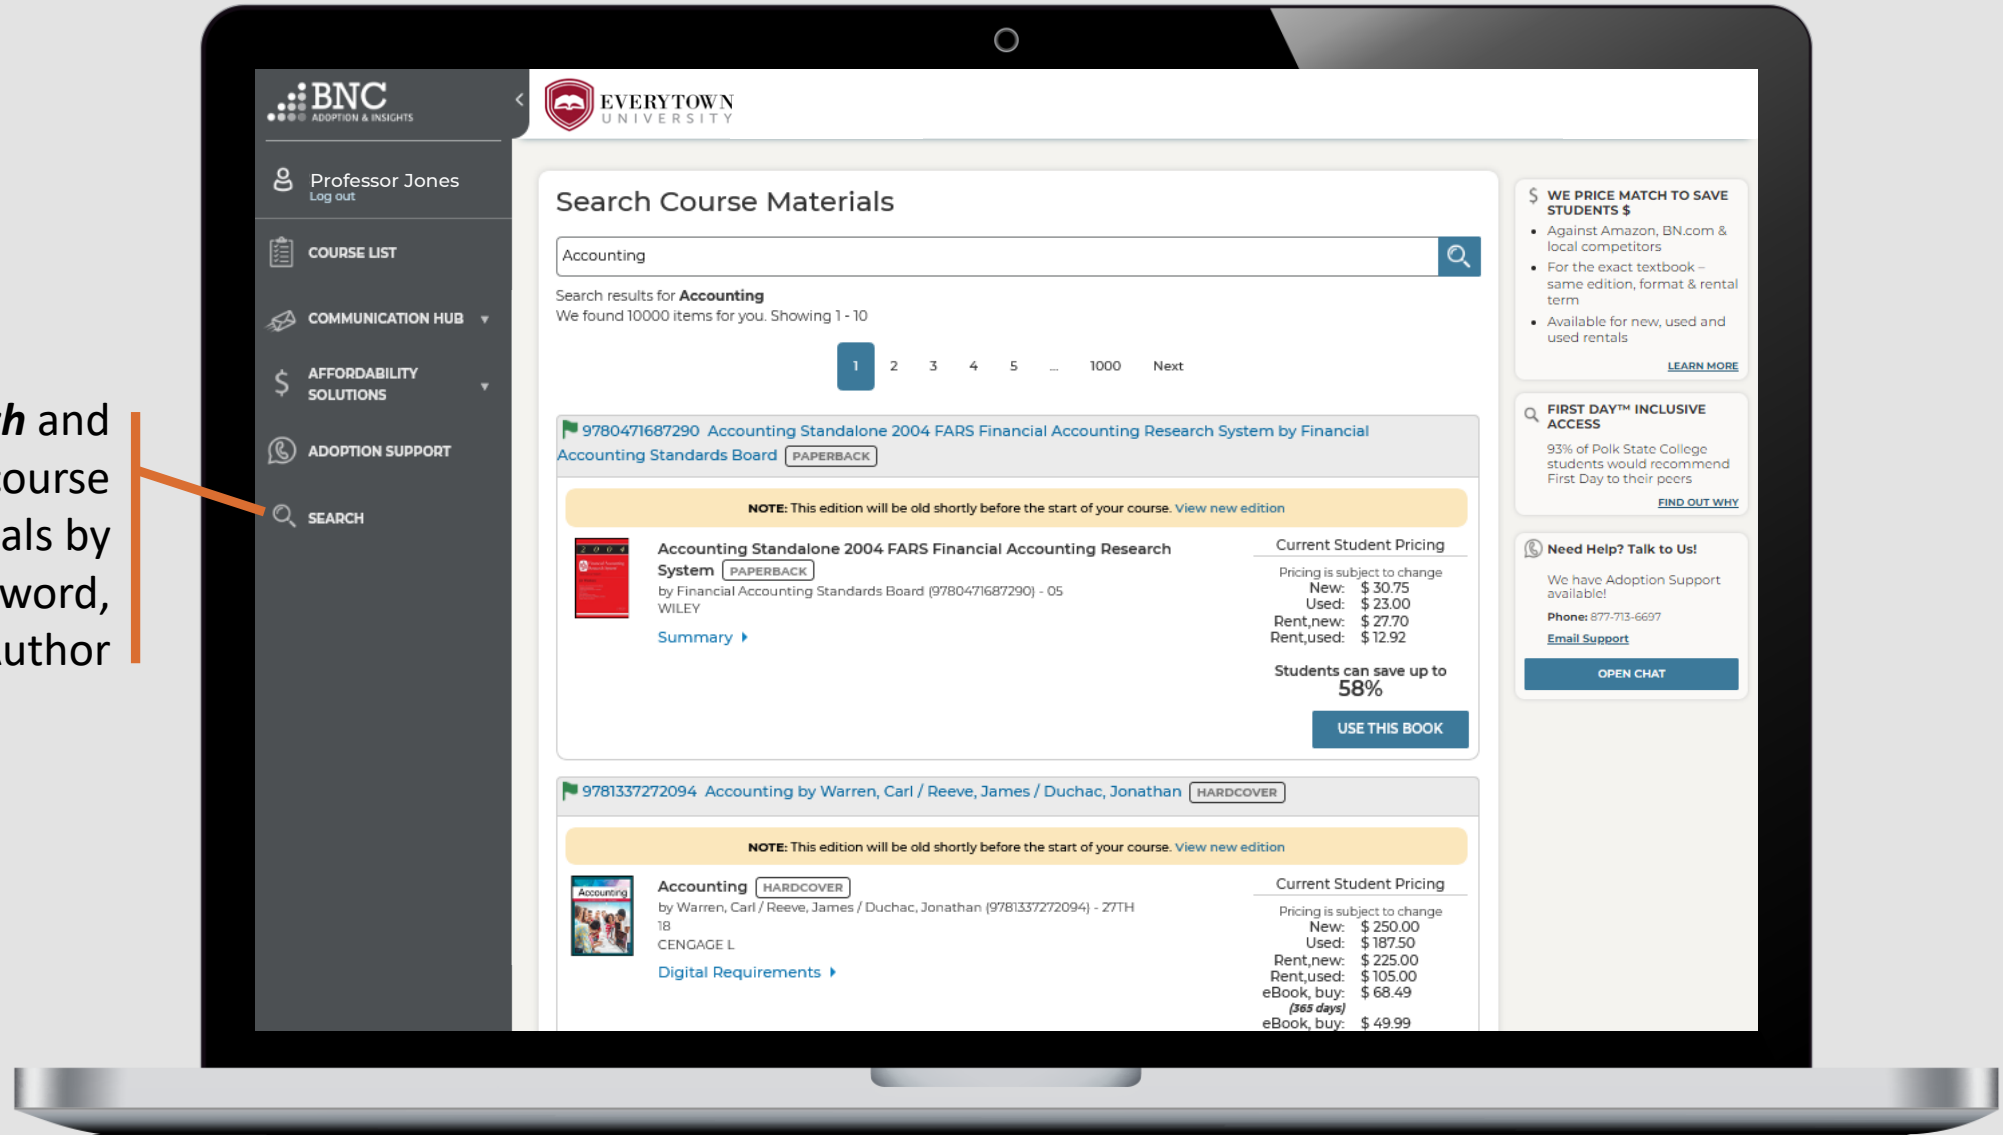 and
course
by
Author
BNC
ADOPTION & INSIGHTS
Professor Jones
Log out
COURSE LIST
COMMUNICATION HUB
AFFORDABILITY
SOLUTIONS
ADOPTION SUPPORT
SEARCH
EVERYTOWN
UNIVERSITY
Search Course Materials
Accounting
Search results for Accounting
We found 10000 items for you. Showing 1 - 10
1 2 3 4 5 ... 1000 Next
9780471687290 Accounting Standalone 2004 FARS Financial Accounting Research System by Financial
Accounting Standards Board PAPERBACK
NOTE: This edition will be old shortly before the start of your course. View new edition
2004
Accounting Standalone 2004 FARS Financial Accounting Research
System PAPERBACK
by Financial Accounting Standards Board (9780471687290) - 05
WILEY
Summary
Current Student Pricing
Pricing is subject to change
New: $ 30.75
Used: $ 23.00
Rent,new: $ 27.70
Rent,used: $ 12.92
Students can save up to
58%
USE THIS BOOK
9781337272094 Accounting by Warren, Carl / Reeve, James / Duchac, Jonathan HARDCOVER
NOTE: This edition will be old shortly before the start of your course. View new edition
Accounting
Accounting HARDCOVER
by Warren, Carl / Reeve, James / Duchac, Jonathan (9781337272094) - 27TH
18
CENGAGE L
Digital Requirements
Current Student Pricing
Pricing is subject to change
New: $ 250.00
Used: $ 187.50
Rent,new: $ 225.00
Rent,used: $ 105.00
eBook, buy: $ 68.49
(365 days)
eBook, buy: $ 49.99
WE PRICE MATCH TO SAVE
STUDENTS $
• Against Amazon, BN.com &
local competitors
• For the exact textbook –
same edition, format & rental
term
• Available for new, used and
used rentals
LEARN MORE
FIRST DAY™ INCLUSIVE
ACCESS
93% of Polk State College
students would recommend
First Day to their peers
FIND OUT WHY
Need Help? Talk to Us!
We have Adoption Support
available!
Phone: 877-713-6697
Email Support
OPEN CHAT